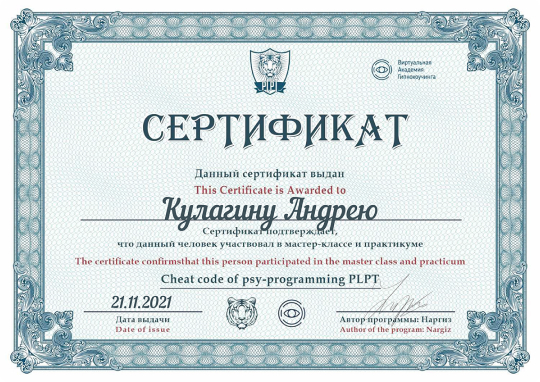 PLPT
Виртуальная
Академия
Гипнокоучинга
СЕРТИФИКАТ
Данный сертификат выдан
This Certificate is Awarded to
Кулагину Андрею
Сертификат подтверждает,
что данный человек участвовал в мастер-классе и практикуме
The certificate confirmsthat this person participated in the master class and practicum
Cheat code of psy-programming PLPT
21.11.2021
Дата выдачи
Date of issue
Автор программы: Наргиз
Author of the program: Nargiz